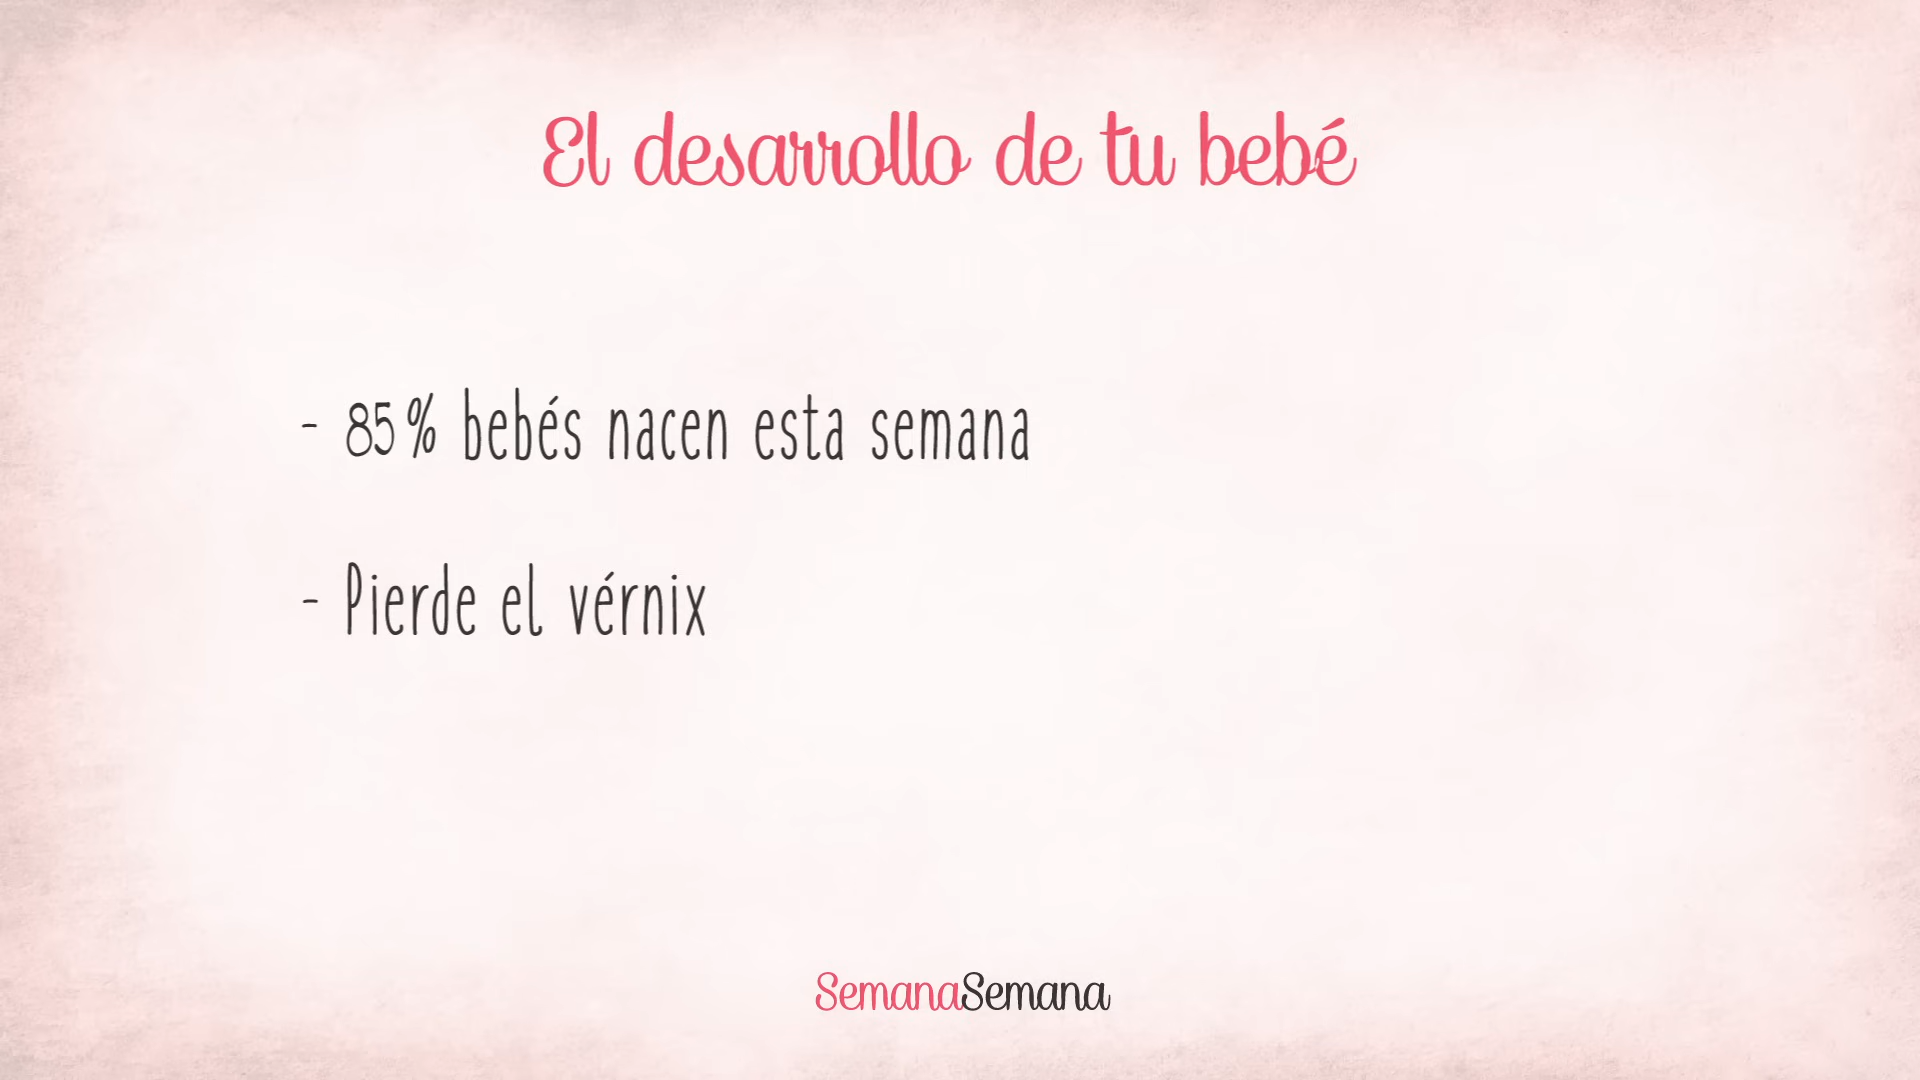 El desarrollo de tu bebé
- 85% bebés nacen esta semana
- Pierde el vérnix
SemanaSemana